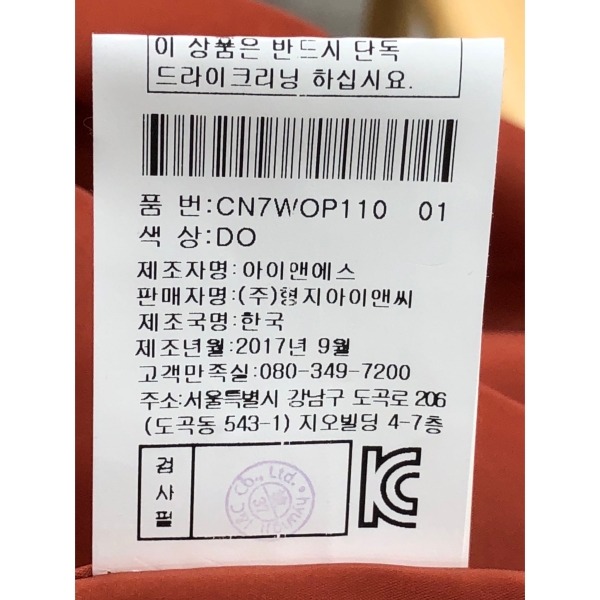 이 상품은 반드시 단독
드라이크리닝 하십시요.
품 번:CN7WOP110 01
색 상:DO
제조자명:아이앤에스
판매자명:(주)형지아이앤씨
제조국명:한국
제조년월:2017년 9월
고객만족실:080-349-7200
주소:서울특별시 강남구 도곡로 206
(도곡동 543-1) 지오빌딩 4-7층
검사필
I&C Co., Ltd.
KC